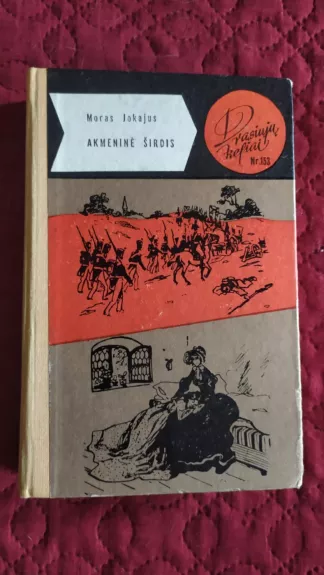 Moras Jokajus
AKMENINĖ ŠIRDIS
Drąsiųjų
keliai
Nr.153